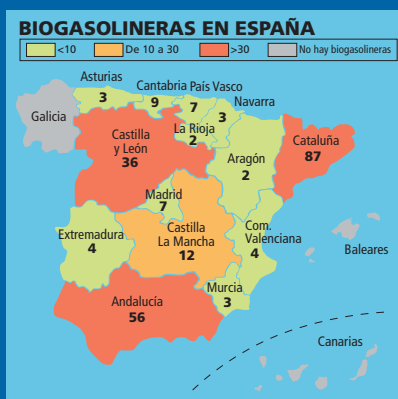 BIOGASOLINERAS EN ESPAÑA
<10
De 10 a 30
>30
No hay biogasolineras
Asturias
3
Cantabria
9
País Vasco
7
Navarra
3
Galicia
La Rioja
2
Castilla
y León
36
Aragón
2
Cataluña
87
Madrid
7
Extremadura
4
Castilla
La Mancha
12
Com.
Valenciana
4
Baleares
Murcia
3
Andalucía
56
Canarias